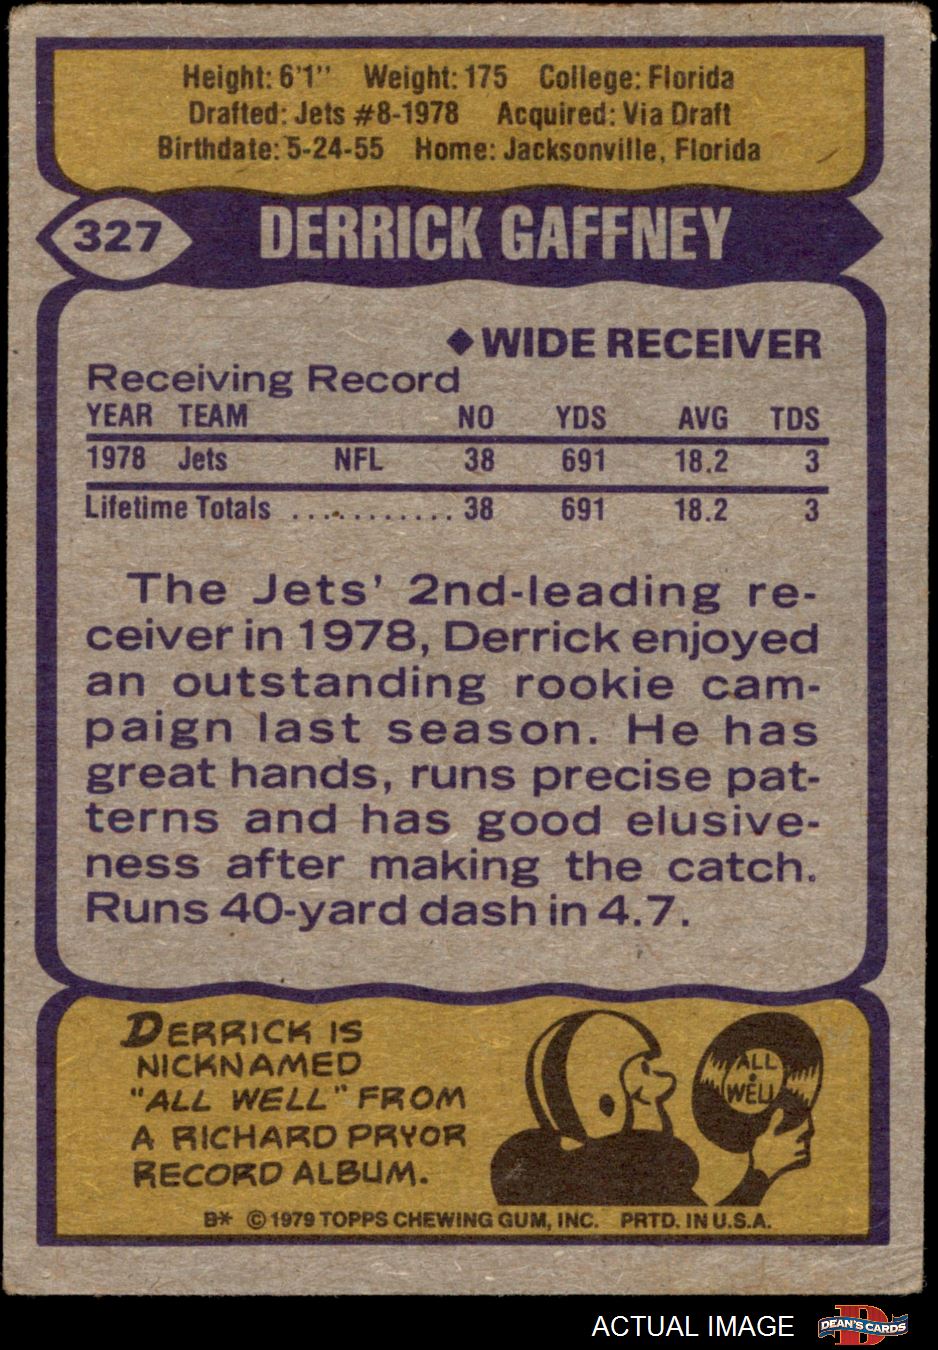 Height: 6'1" Weight: 175 College: Florida
Drafted: Jets #8-1978 Acquired: Via Draft
Birthdate: 5-24-55 Home: Jacksonville, Florida
327 DERRICK GAFFNEY
◆ WIDE RECEIVER
Receiving Record
YEAR TEAM NO YDS AVG TDS
1978 Jets NFL 38 691 18.2 3
Lifetime Totals ........... 38 691 18.2 3
The Jets' 2nd-leading re-
ceiver in 1978, Derrick enjoyed
an outstanding rookie cam-
paign last season. He has
great hands, runs precise pat-
terns and has good elusive-
ness after making the catch.
Runs 40-yard dash in 4.7.
DERRICK IS
NICKNAMED
"ALL WELL" FROM
A RICHARD PRYOR
RECORD ALBUM.
ALL
WELL
B* © 1979 TOPPS CHEWING GUM, INC. PRTD. IN U.S.A.
ACTUAL IMAGE
D
DEAN'S CARDS